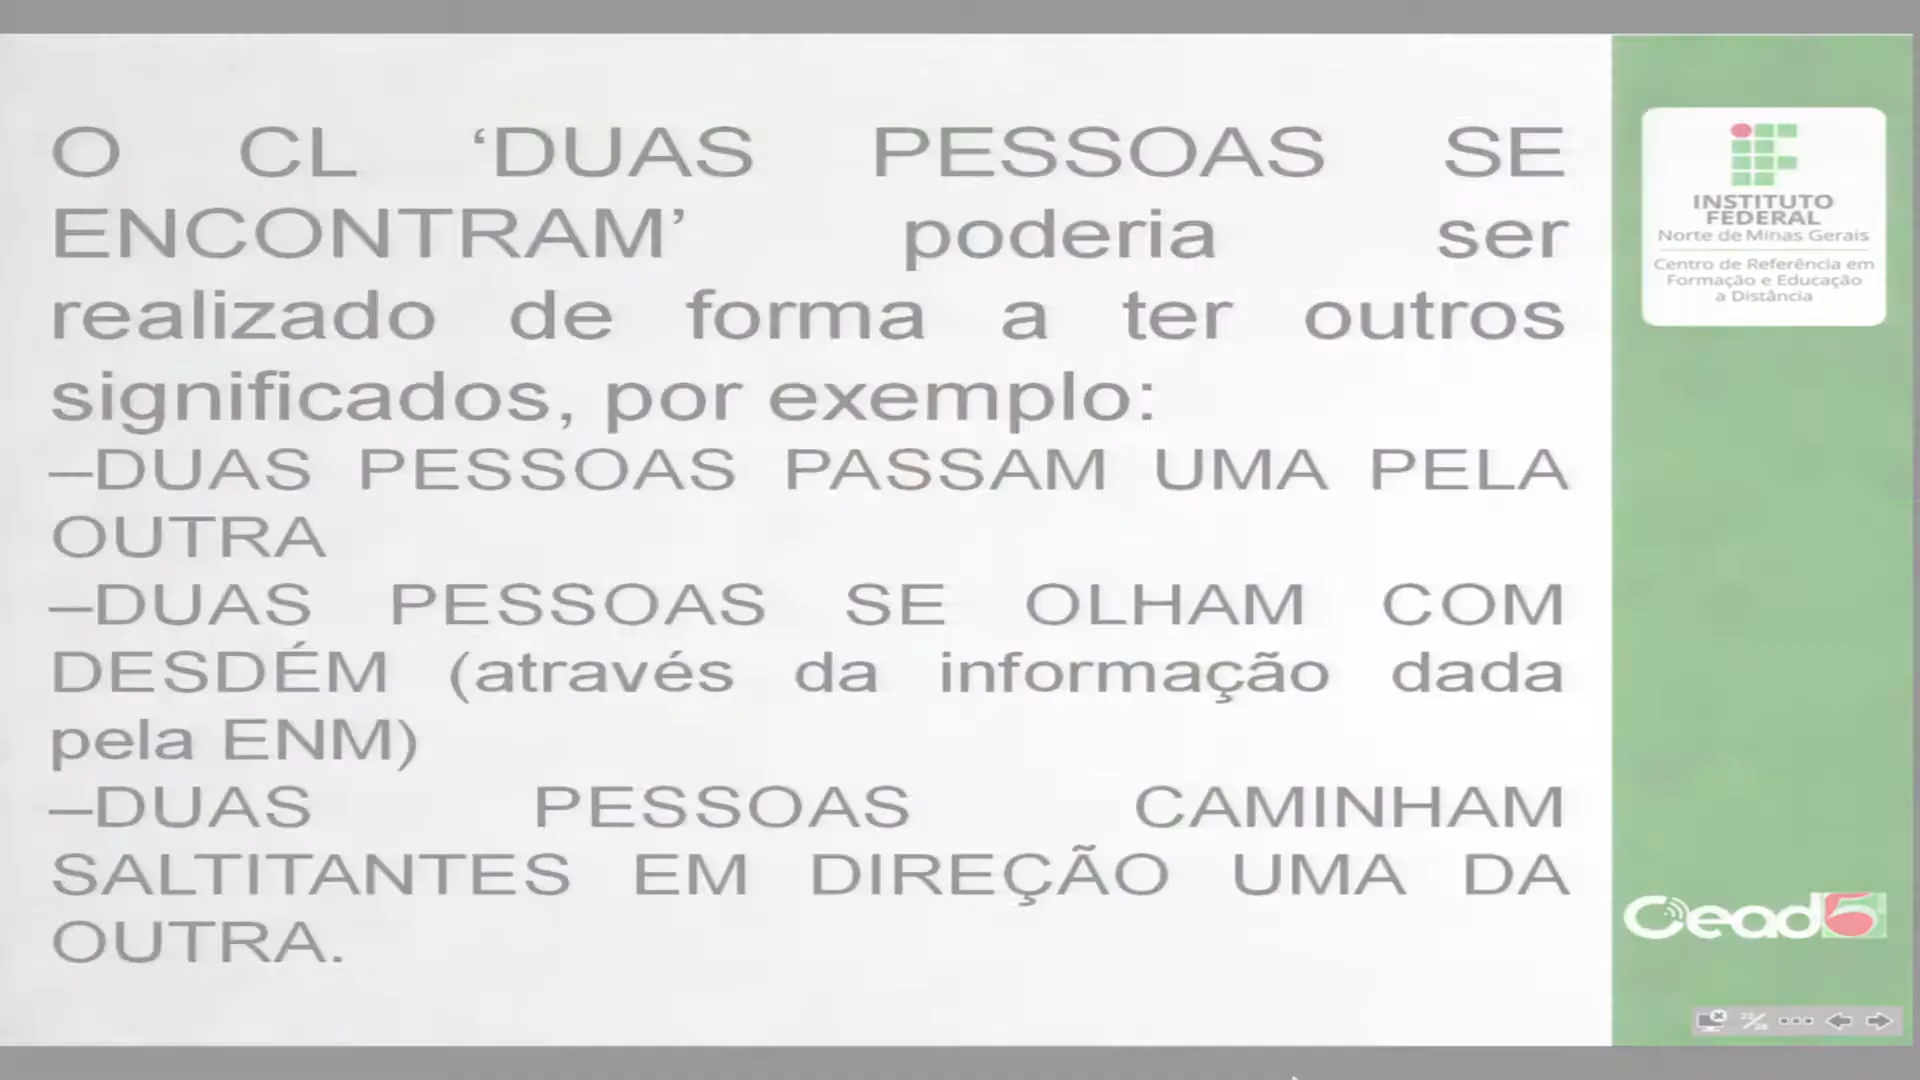 O CL ‘DUAS PESSOAS SE
ENCONTRAM’ poderia ser
realizado de forma a ter outros
significados, por exemplo:
–DUAS PESSOAS PASSAM UMA PELA
OUTRA
–DUAS PESSOAS SE OLHAM COM
DESDÉM (através da informação dada
pela ENM)
–DUAS PESSOAS CAMINHAM
SALTITANTES EM DIREÇÃO UMA DA
OUTRA.
INSTITUTO
FEDERAL
Norte de Minas Gerais
Centro de Referência em
Formação e Educação
a Distância
Cead5